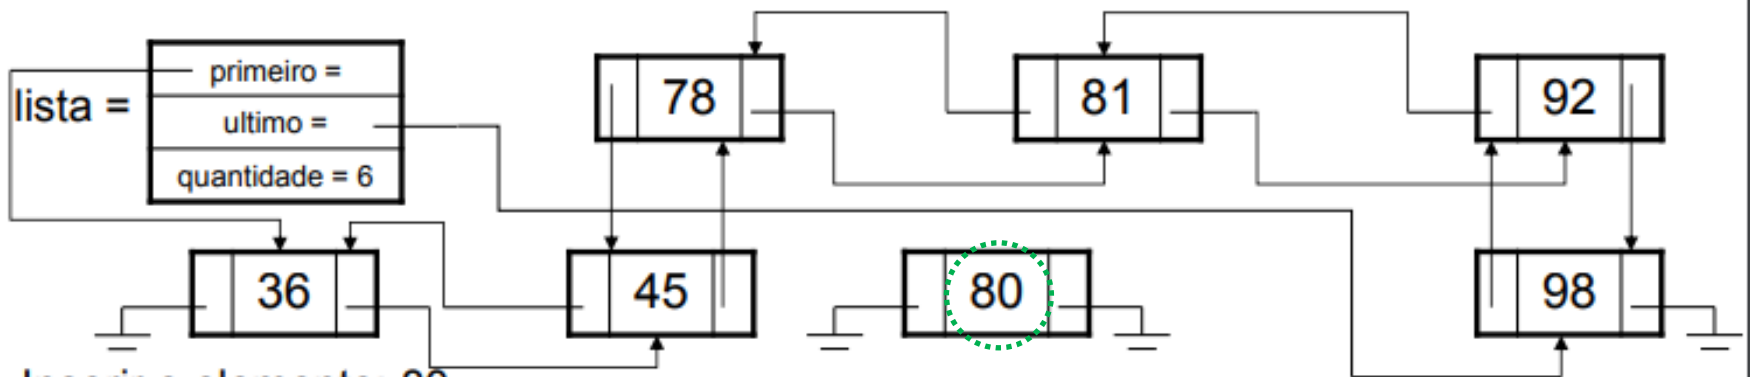 primeiro =
lista =
ultimo =
quantidade = 6
78
81
92
36
45
80
98